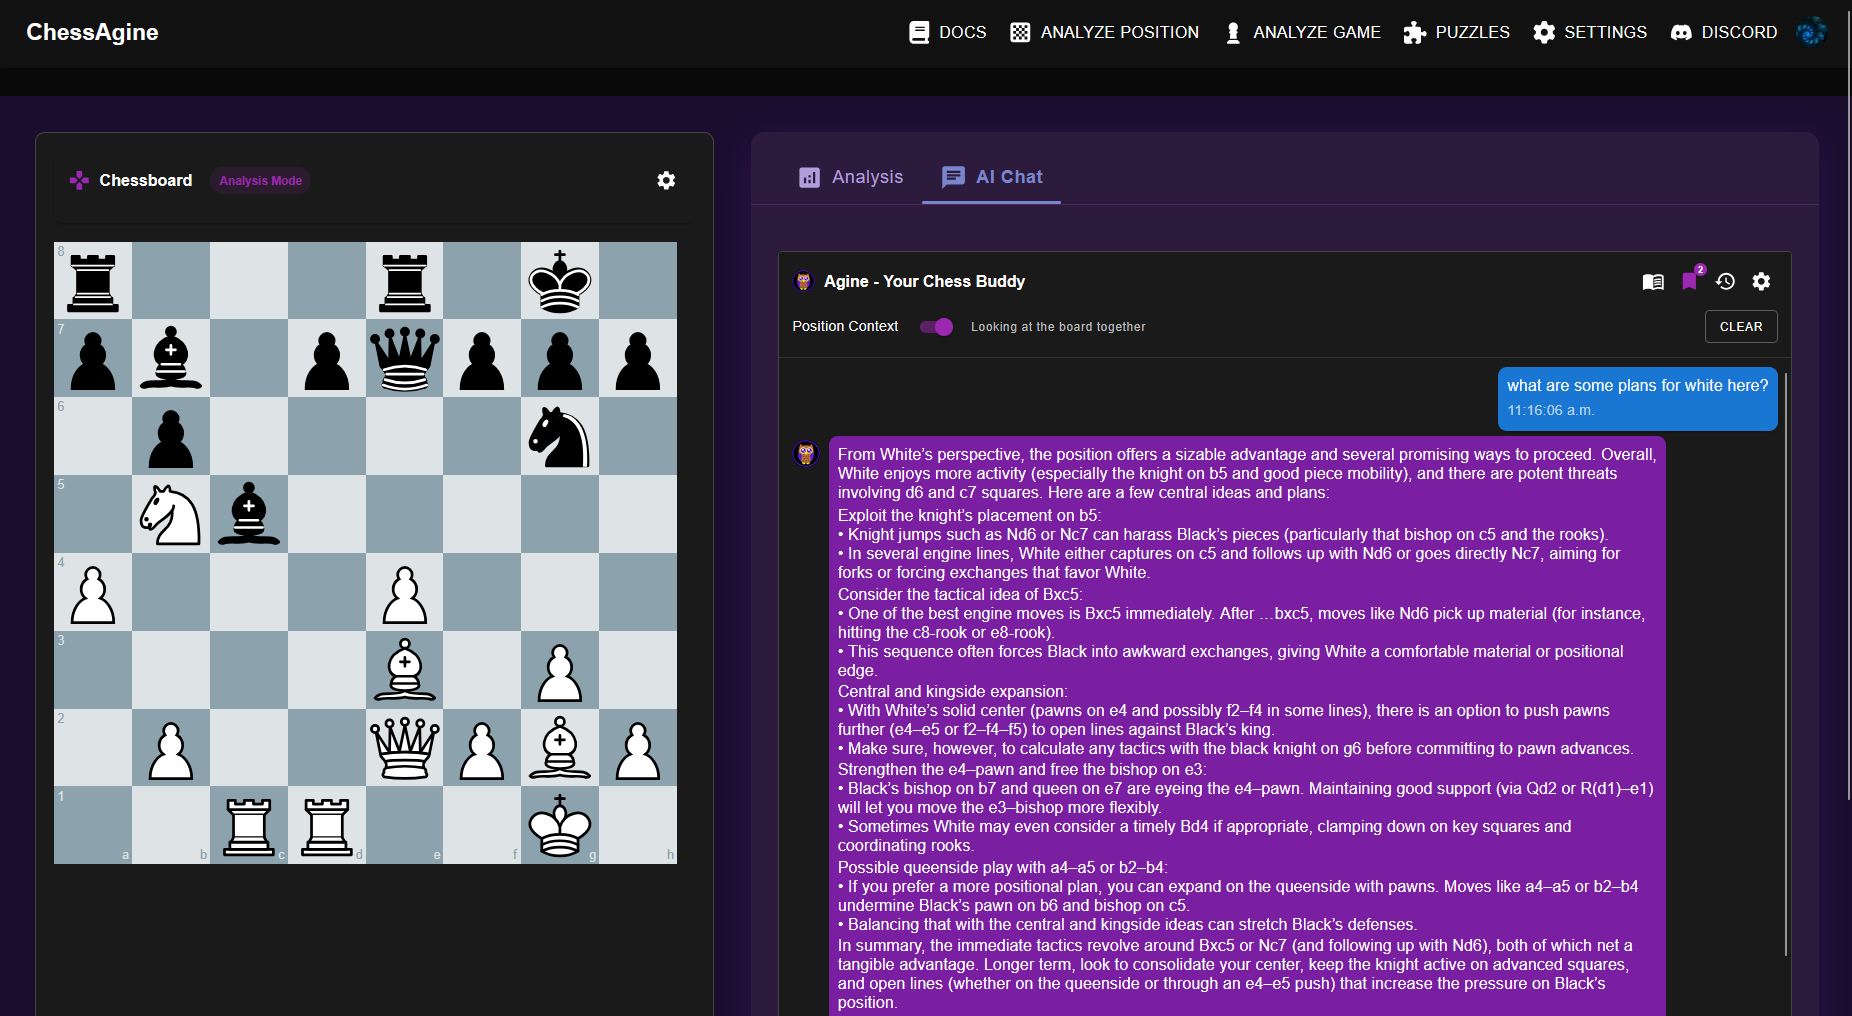 ChessAgine
DOCS
ANALYZE POSITION
ANALYZE GAME
PUZZLES
SETTINGS
DISCORD
Chessboard
Analysis Mode
8
7
6
5
4
3
2
1
a
b
c
d
e
f
g
h
Analysis
AI Chat
Agine - Your Chess Buddy
2
Position Context
Looking at the board together
CLEAR
what are some plans for white here?
11:16:06 a.m.
From White’s perspective, the position offers a sizable advantage and several promising ways to proceed. Overall,
White enjoys more activity (especially the knight on b5 and good piece mobility), and there are potent threats
involving d6 and c7 squares. Here are a few central ideas and plans:
Exploit the knight’s placement on b5:
• Knight jumps such as Nd6 or Nc7 can harass Black’s pieces (particularly that bishop on c5 and the rooks).
• In several engine lines, White either captures on c5 and follows up with Nd6 or goes directly Nc7, aiming for
forks or forcing exchanges that favor White.
Consider the tactical idea of Bxc5:
• One of the best engine moves is Bxc5 immediately. After …bxc5, moves like Nd6 pick up material (for instance,
hitting the c8-rook or e8-rook).
• This sequence often forces Black into awkward exchanges, giving White a comfortable material or positional
edge.
Central and kingside expansion:
• With White’s solid center (pawns on e4 and possibly f2–f4 in some lines), there is an option to push pawns
further (e4–e5 or f2–f4–f5) to open lines against Black’s king.
• Make sure, however, to calculate any tactics with the black knight on g6 before committing to pawn advances.
Strengthen the e4–pawn and free the bishop on e3:
• Black’s bishop on b7 and queen on e7 are eyeing the e4–pawn. Maintaining good support (via Qd2 or R(d1)–e1)
will let you move the e3–bishop more flexibly.
• Sometimes White may even consider a timely Bd4 if appropriate, clamping down on key squares and
coordinating rooks.
Possible queenside play with a4–a5 or b2–b4:
• If you prefer a more positional plan, you can expand on the queenside with pawns. Moves like a4–a5 or b2–b4
undermine Black’s pawn on b6 and bishop on c5.
• Balancing that with the central and kingside ideas can stretch Black’s defenses.
In summary, the immediate tactics revolve around Bxc5 or Nc7 (and following up with Nd6), both of which net a
tangible advantage. Longer term, look to consolidate your center, keep the knight active on advanced squares,
and open lines (whether on the queenside or through an e4–e5 push) that increase the pressure on Black’s
position.